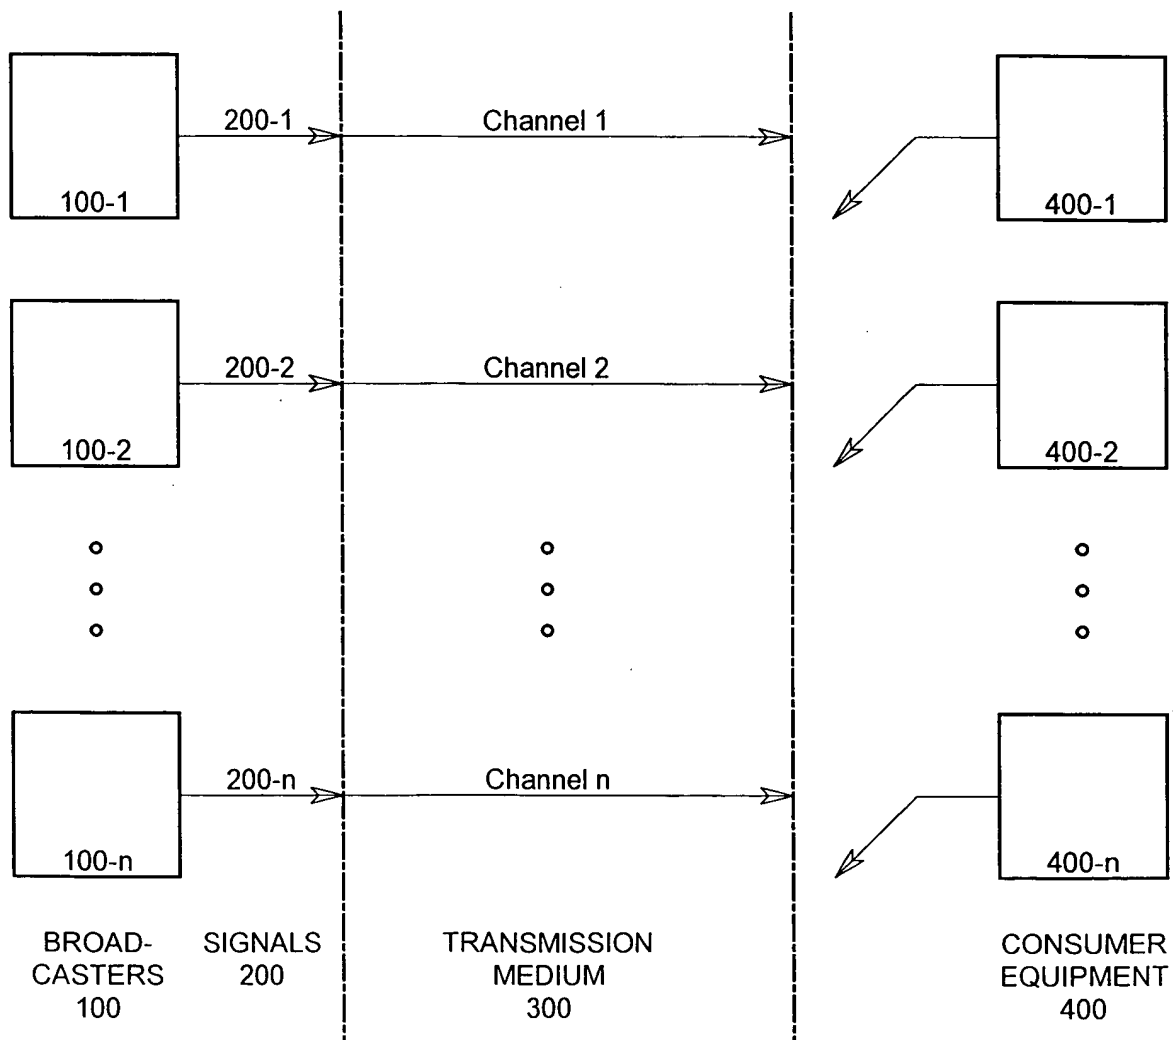 200-1
Channel 1
100-1
400-1
200-2
Channel 2
100-2
400-2
200-n
Channel n
100-n
400-n
BROAD-
CASTERS
100
SIGNALS
200
TRANSMISSION
MEDIUM
300
CONSUMER
EQUIPMENT
400